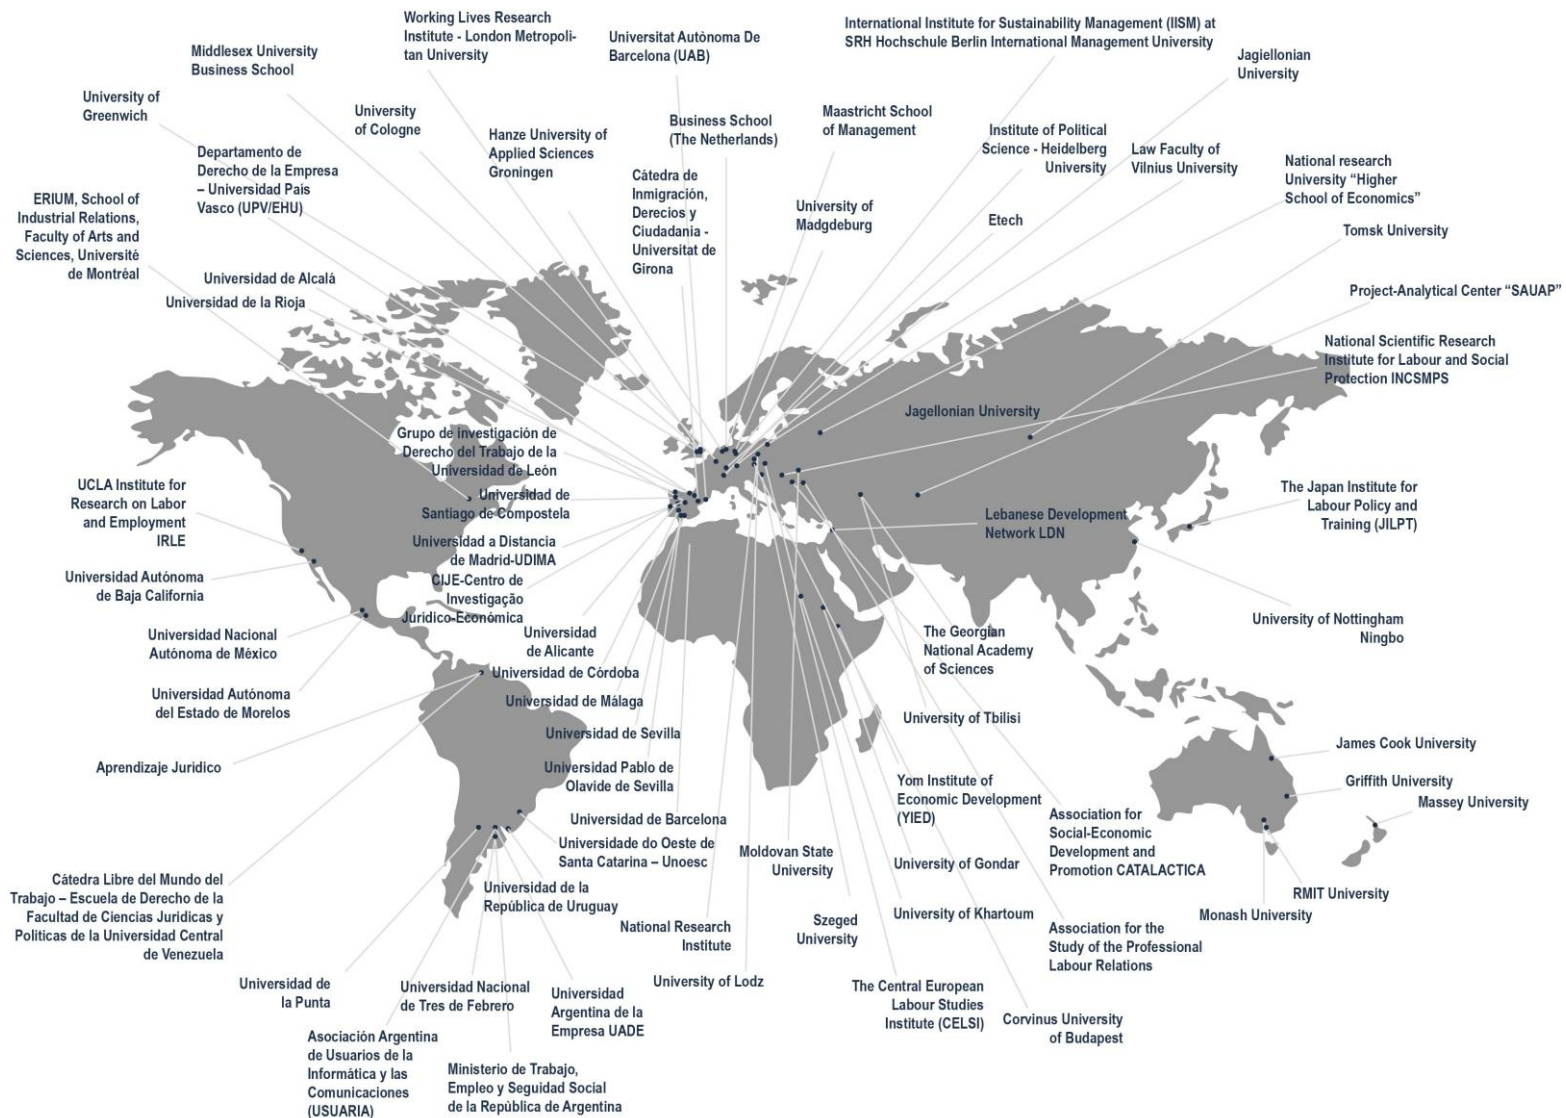 Working Lives Research
Institute - London Metropoli-
tan University
Middlesex University
Business School
University of
Greenwich
University
of Cologne
Hanze University of
Applied Sciences
Groningen
Universitat Autònoma De
Barcelona (UAB)
Business School
(The Netherlands)
International Institute for Sustainability Management (IISM) at
SRH Hochschule Berlin International Management University
Maastricht School
of Management
Jagiellonian
University
Institute of Political
Science - Heidelberg
University
Law Faculty of
Vilnius University
National research
University “Higher
School of Economics”
Departamento de
Derecho de la Empresa
– Universidad País
Vasco (UPV/EHU)
ERIUM, School of
Industrial Relations,
Faculty of Arts and
Sciences, Université
de Montréal
Cátedra de
Inmigración,
Derecios y
Ciudadania -
Universitat de
Girona
University of
Madgdeburg
Etech
Tomsk University
Universidad de Alcalá
Universidad de la Rioja
Project-Analytical Center “SAUAP”
National Scientific Research
Institute for Labour and Social
Protection INCSMPS
Jagellonian University
Grupo de investigación de
Derecho del Trabajo de la
Universidad de León
UCLA Institute for
Research on Labor
and Employment
IRLE
Universidad de
Santiago de Compostela
The Japan Institute for
Labour Policy and
Training (JILPT)
Lebanese Development
Network LDN
Universidad a Distancia
de Madrid-UDIMA
Universidad Autónoma
de Baja California
CIJE-Centro de
Investigação
Jurídico-Económica
Universidad Nacional
Autónoma de México
Universidad
de Alicante
The Georgian
National Academy
of Sciences
University of Nottingham
Ningbo
Universidad de Córdoba
Universidad Autónoma
del Estado de Morelos
Universidad de Málaga
University of Tbilisi
Universidad de Sevilla
James Cook University
Aprendizaje Jurídico
Universidad Pablo de
Olavide de Sevilla
Yom Institute of
Economic Development
(YIED)
Griffith University
Massey University
Universidad de Barcelona
Association for
Social-Economic
Development and
Promotion CATALACTICA
Universidade do Oeste de
Santa Catarina – Unoesc
Moldovan State
University
University of Gondar
Cátedra Libre del Mundo del
Trabajo – Escuela de Derecho de la
Facultad de Ciencias Jurídicas y
Politicas de la Universidad Central
de Venezuela
Universidad de la
República de Uruguay
RMIT University
Monash University
University of Khartoum
National Research
Institute
Szeged
University
Association for the
Study of the Professional
Labour Relations
University of Lodz
Universidad de
la Punta
Universidad Nacional
de Tres de Febrero
Universidad
Argentina de la
Empresa UADE
The Central European
Labour Studies
Institute (CELSI)
Corvinus University
of Budapest
Asociación Argentina
de Usuarios de la
Informática y las
Comunicaciones
(USUARIA)
Ministerio de Trabajo,
Empleo y Seguidad Social
de la Repùblica de Argentina